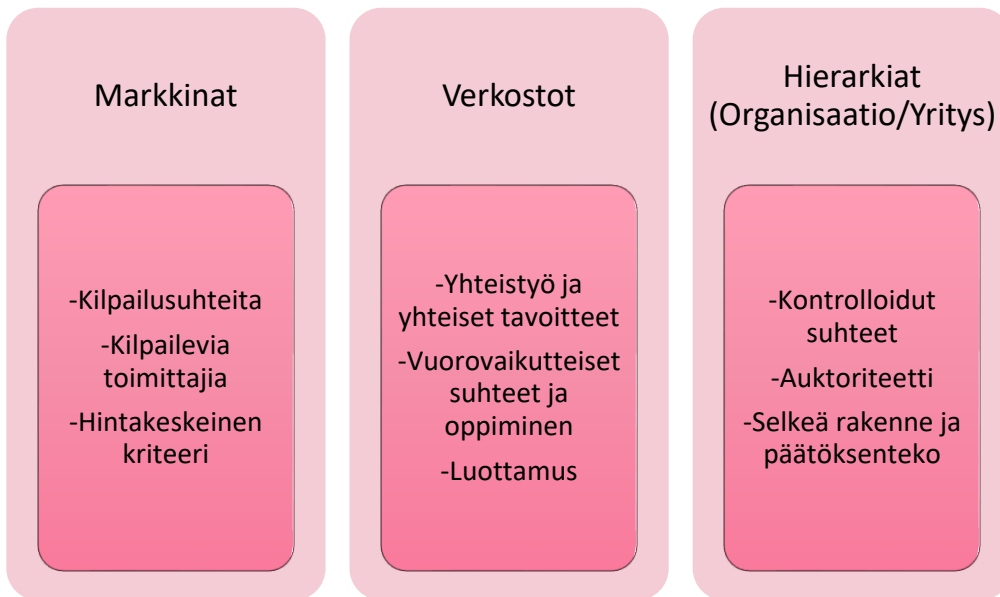 Markkinat
-Kilpailusuhteita
-Kilpailevia
toimittajia
-Hintakeskeinen
kriteeri
Verkostot
-Yhteistyö ja
yhteiset tavoitteet
-Vuorovaikutteiset
suhteet ja
oppiminen
-Luottamus
Hierarkiat
(Organisaatio/Yritys)
-Kontrolloidut
suhteet
-Auktoriteetti
-Selkeä rakenne ja
päätöksenteko